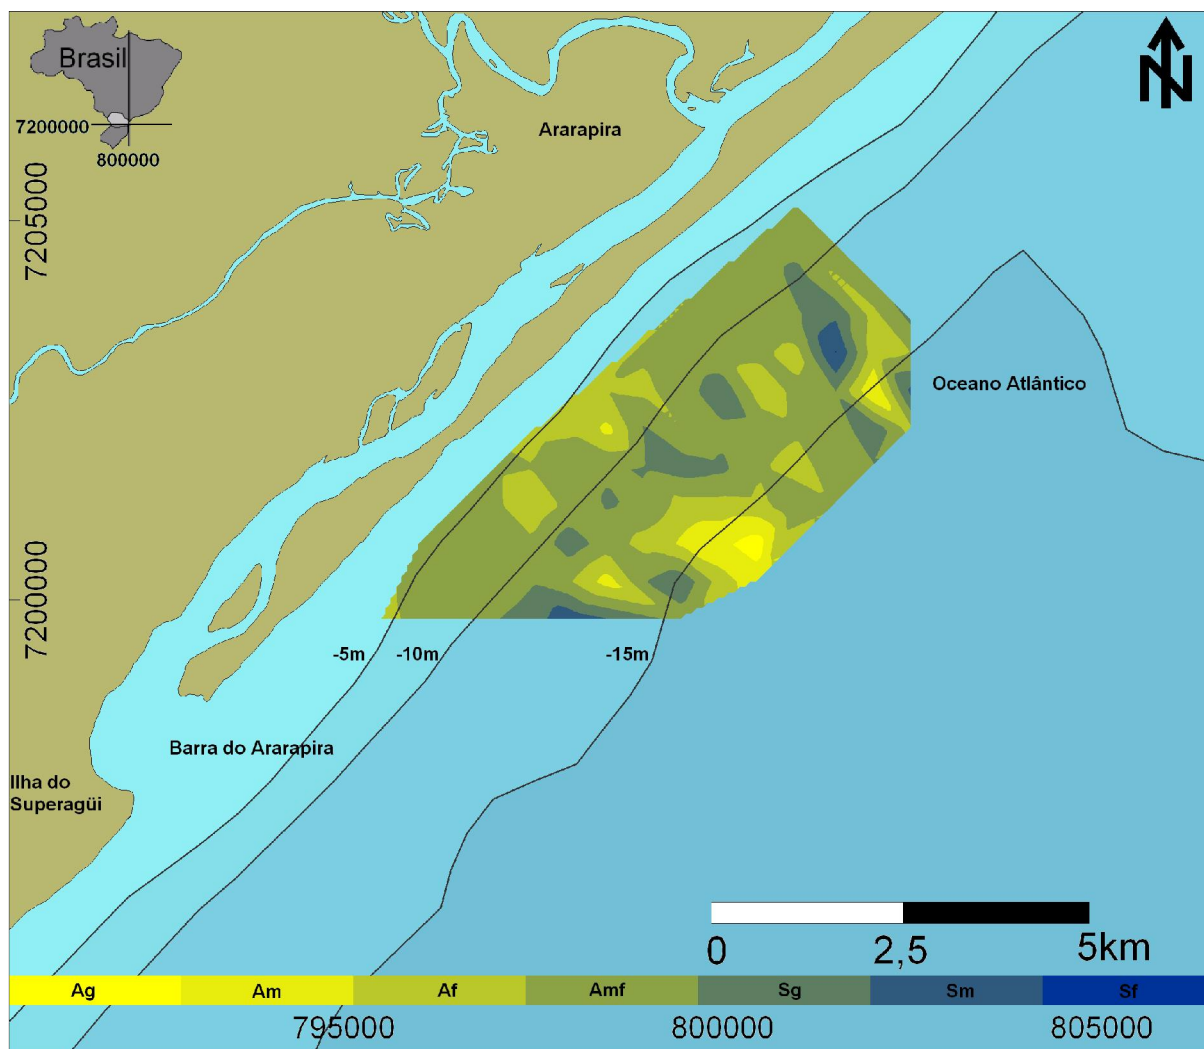 Brasil
7200000
800000
N
Ararapira
7205000
Oceano Atlântico
7200000
-5m
-10m
-15m
Barra do Ararapira
Ilha do
Superagüi
0
2,5
5km
Ag
Am
Af
Amf
Sg
Sm
Sf
795000
800000
805000